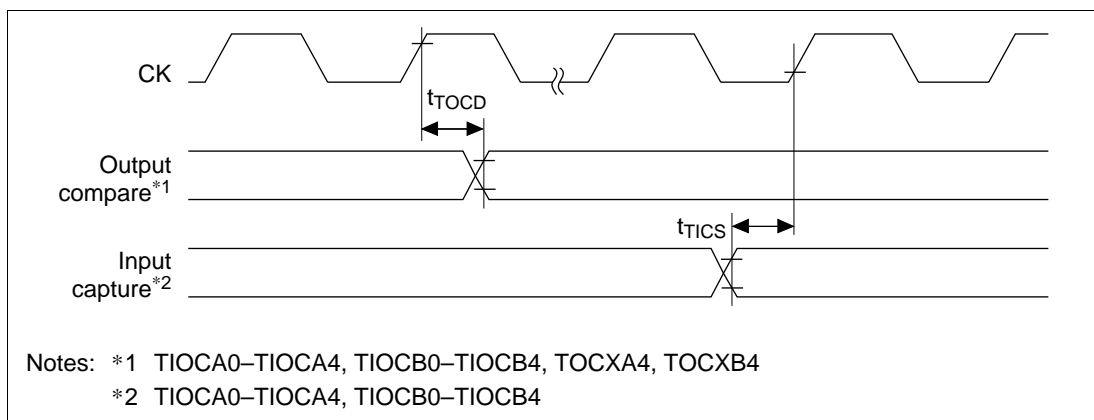 CK
tTOCD
Output
compare*1
tTICS
Input
capture*2
Notes: *1 TIOCA0–TIOCA4, TIOCB0–TIOCB4, TOCXA4, TOCXB4
*2 TIOCA0–TIOCA4, TIOCB0–TIOCB4